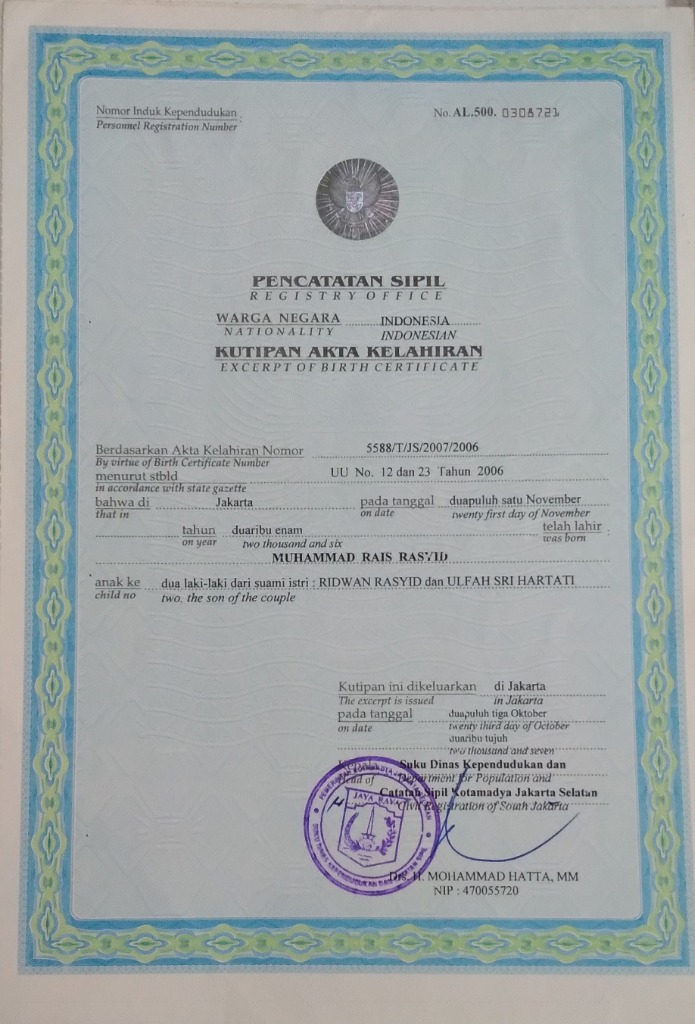 Nomor Induk Kependudukan :
Personnel Registration Number
No. AL.500. 0308721
PENCATATAN SIPIL
REGISTRY OFFICE
WARGA NEGARA INDONESIA
NATIONALITY INDONESIAN
KUTIPAN AKTA KELAHIRAN
EXCERPT OF BIRTH CERTIFICATE
Berdasarkan Akta Kelahiran Nomor 5588/T/JS/2007/2006
By virtue of Birth Certificate Number
menurut stbld UU No. 12 dan 23 Tahun 2006
in accordance with state gazette
bahwa di Jakarta pada tanggal duapuluh satu November
that in on date twenty first day of November
tahun duaribu enam telah lahir :
on year two thousand and six was born
MUHAMMAD RAIS RASYID
anak ke dua laki-laki dari suami istri : RIDWAN RASYID dan ULFAH SRI HARTATI
child no two. the son of the couple
Kutipan ini dikeluarkan di Jakarta
The excerpt is issued in Jakarta
pada tanggal duapuluh tiga Oktober
on date twenty third day of October
duaribu tujuh
two thousand and seven
Suku Dinas Kependudukan dan
Head of Department for Population and
Catatan Sipil Kotamadya Jakarta Selatan
Civil Registration of South Jakarta
JAYA RAYA
Drs. H. MOHAMMAD HATTA, MM
NIP : 470055720